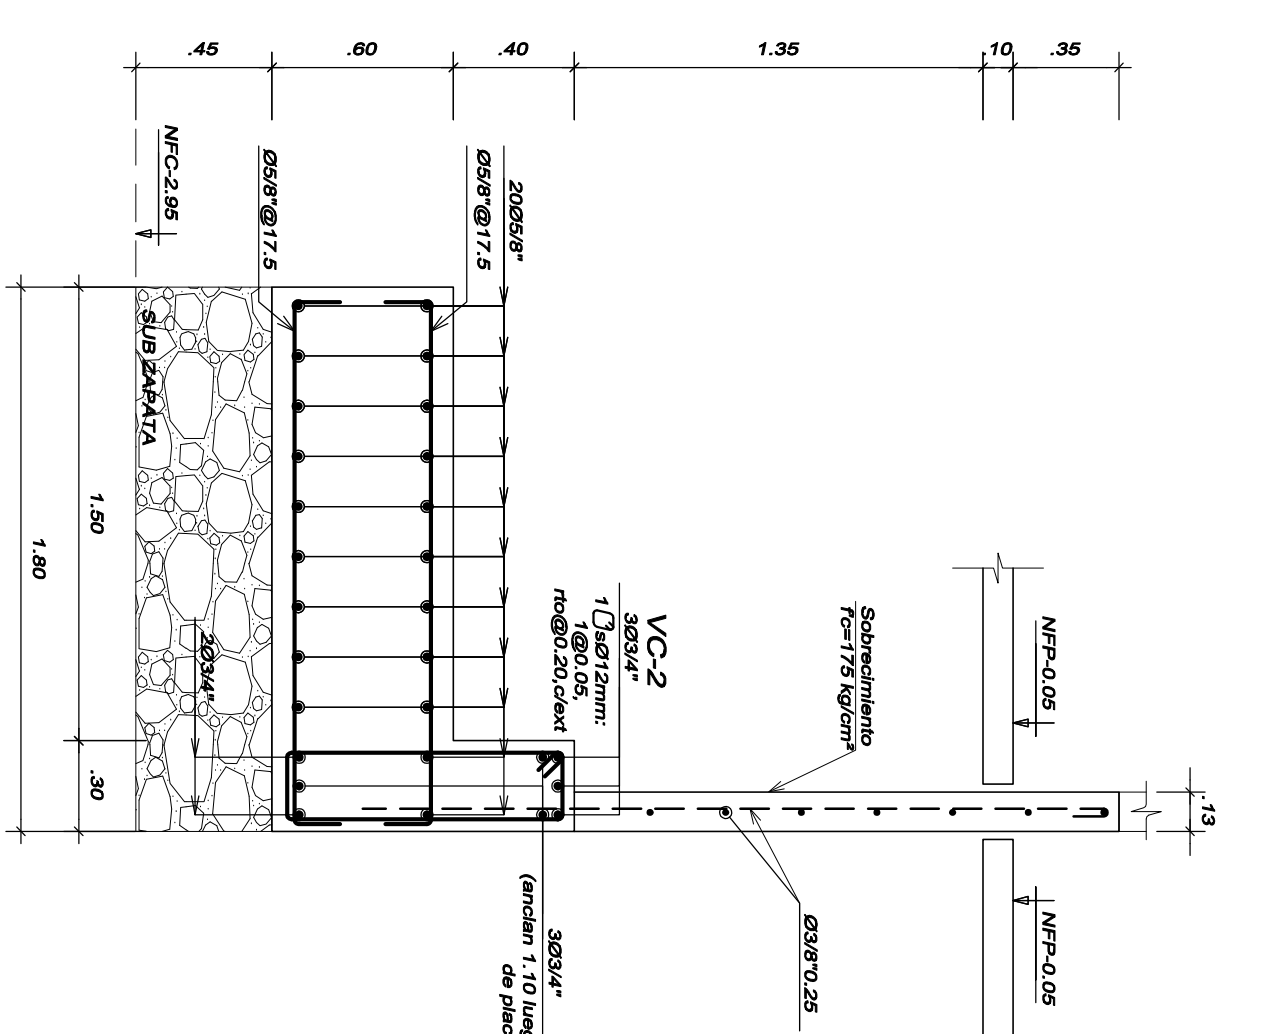 .45
.60
.40
1.35
.10
.35
NFC-2.95
Ø5/8"@17.5
Ø5/8"@17.5
20Ø5/8"
SUB ZAPATA
1.50
1.80
.30
2Ø3/4"
VC-2
3Ø3/4"
1 sØ12mm:
1@0.05,
rto@0.20,c/ext
Sobrecimiento
f'c=175 kg/cm²
NFP-0.05
.13
NFP-0.05
Ø3/8"0.25
3Ø3/4"
(anclan 1.10
de